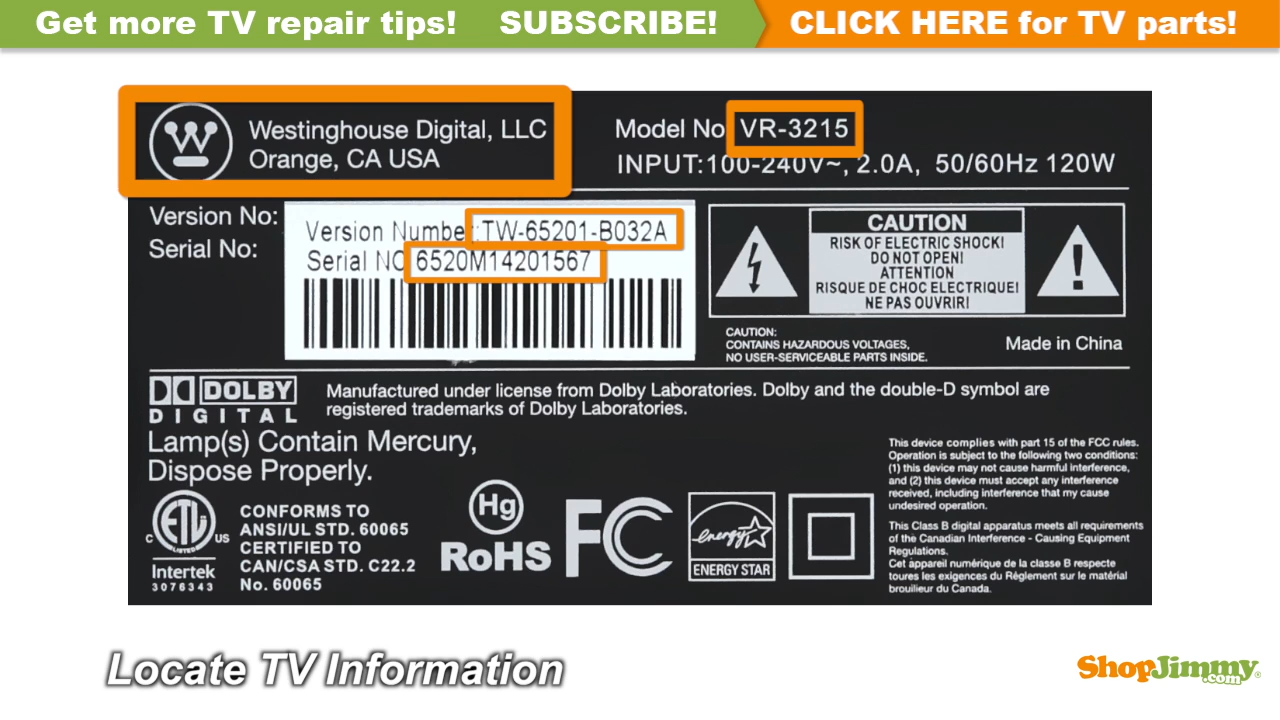 Get more TV repair tips! SUBSCRIBE! CLICK HERE for TV parts!
Westinghouse Digital, LLC
Orange, CA USA
Model No VR-3215
INPUT:100-240V~, 2.0A, 50/60Hz 120W
Version No:
Serial No:
Version Number:TW-65201-B032A
Serial NO 6520M14201567
CAUTION
RISK OF ELECTRIC SHOCK!
DO NOT OPEN!
ATTENTION
RISQUE DE CHOC ELECTRIQUE!
NE PAS OUVRIR!
CAUTION:
CONTAINS HAZARDOUS VOLTAGES,
NO USER-SERVICEABLE PARTS INSIDE.
Made in China
DOLBY
DIGITAL
Manufactured under license from Dolby Laboratories. Dolby and the double-D symbol are
registered trademarks of Dolby Laboratories.
Lamp(s) Contain Mercury,
Dispose Properly.
C ETL US
LISTED
Intertek
3076343
CONFORMS TO
ANSI/UL STD. 60065
CERTIFIED TO
CAN/CSA STD. C22.2
No. 60065
Hg
RoHS
FC
energy
ENERGY STAR
This device complies with part 15 of the FCC rules.
Operation is subject to the following two conditions:
(1) this device may not cause harmful interference,
and (2) this device must accept any interference
received, including interference that my cause
undesired operation.
This Class B digital apparatus meets all requirements
of the Canadian Interference - Causing Equipment
Regulations.
Cet appareil numérique de la classe B respecte
toures les exigences du Réglement sur le matérial
brouilieur du Canada.
Locate TV Information
ShopJimmy.com®